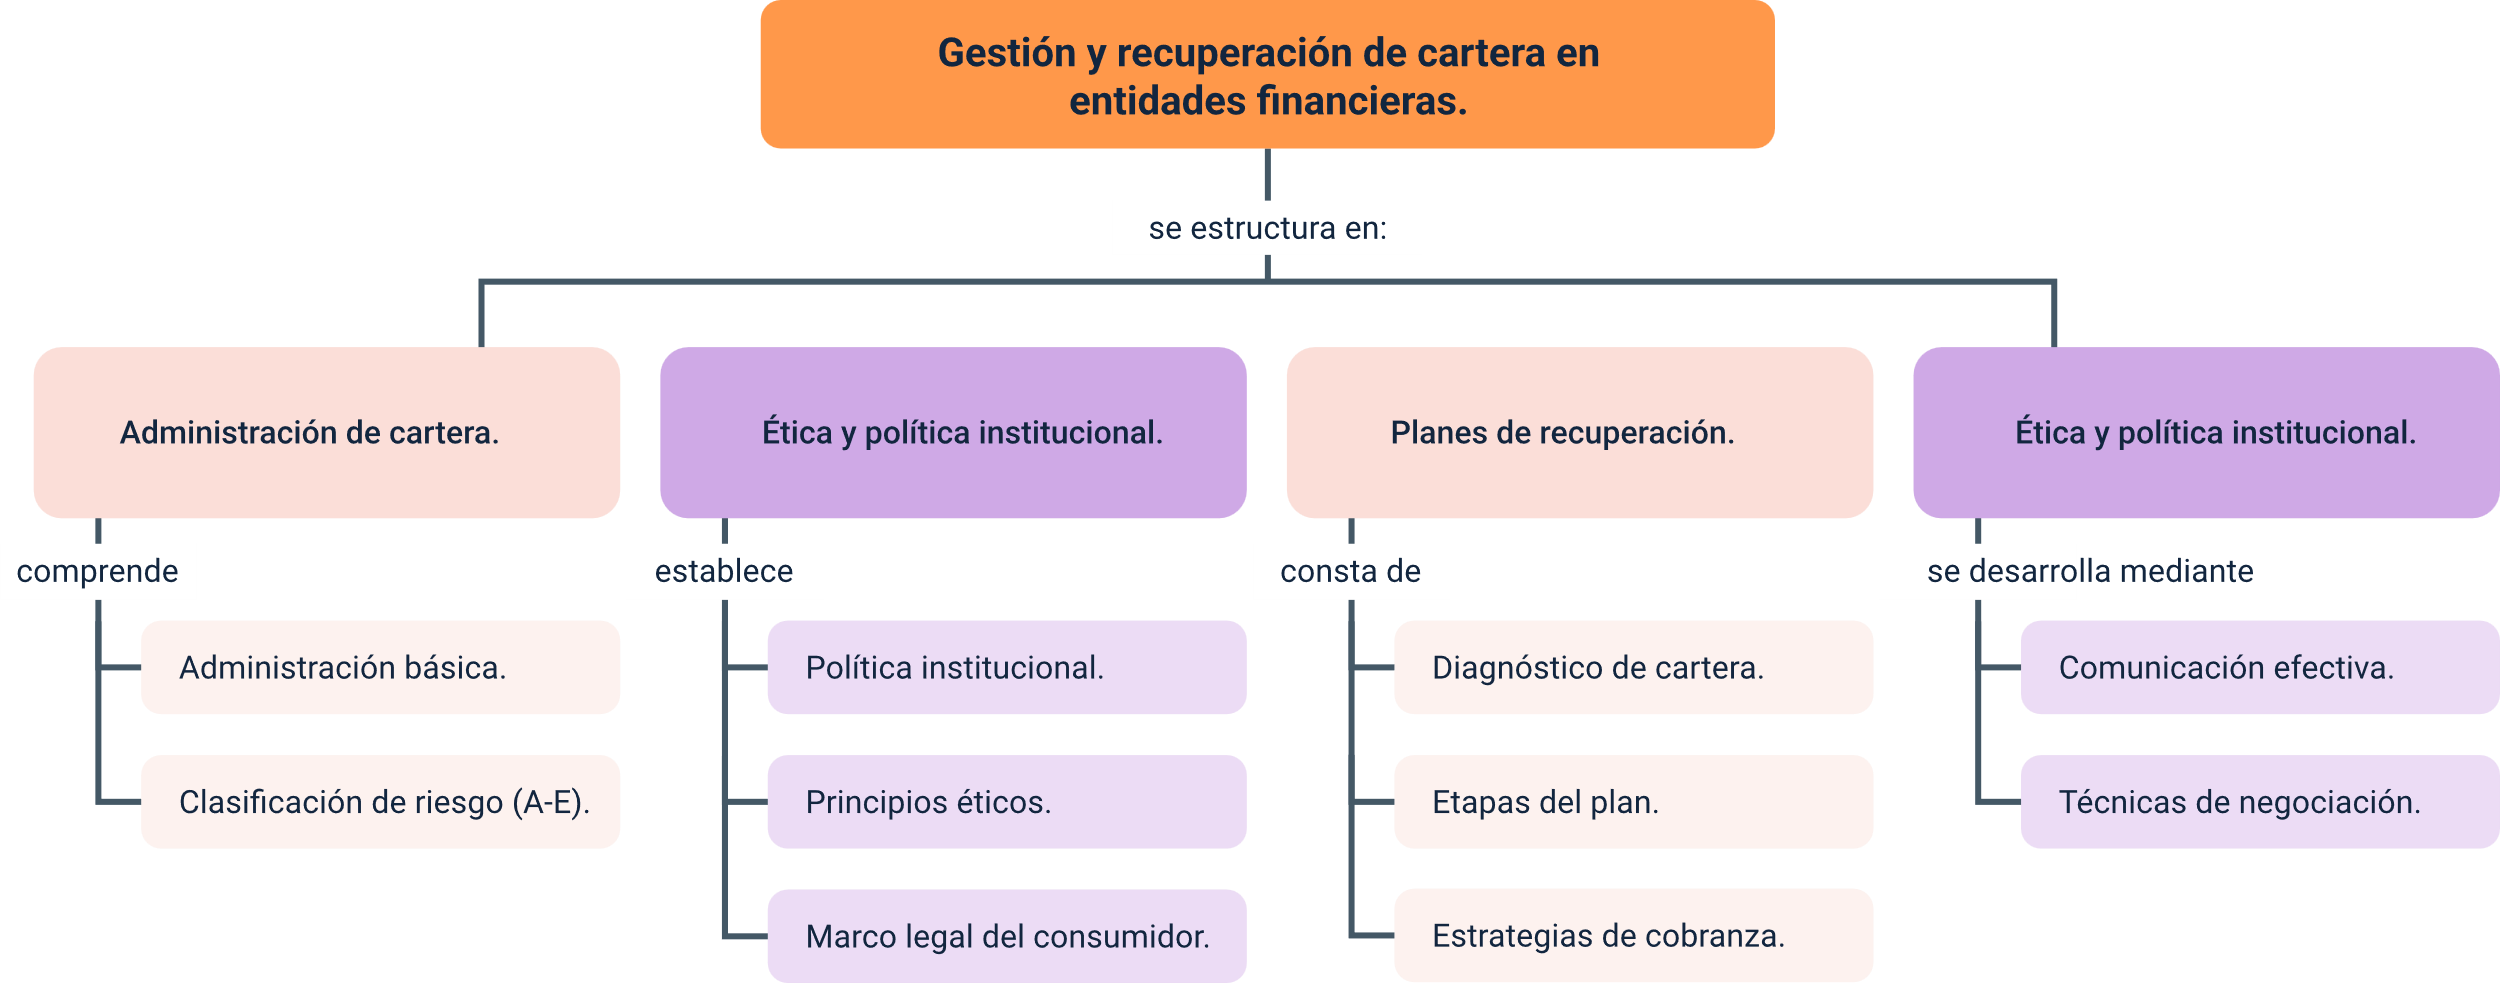 Gestión y recuperación de cartera en
entidades financieras.
se estructura en:
Administración de cartera.
comprende
Administración básica.
Clasificación de riesgo (A-E).
Ética y política institucional.
establece
Política institucional.
Principios éticos.
Marco legal del consumidor.
Planes de recuperación.
consta de
Diagnóstico de cartera.
Etapas del plan.
Estrategias de cobranza.
Ética y política institucional.
se desarrolla mediante
Comunicación efectiva.
Técnicas de negociación.